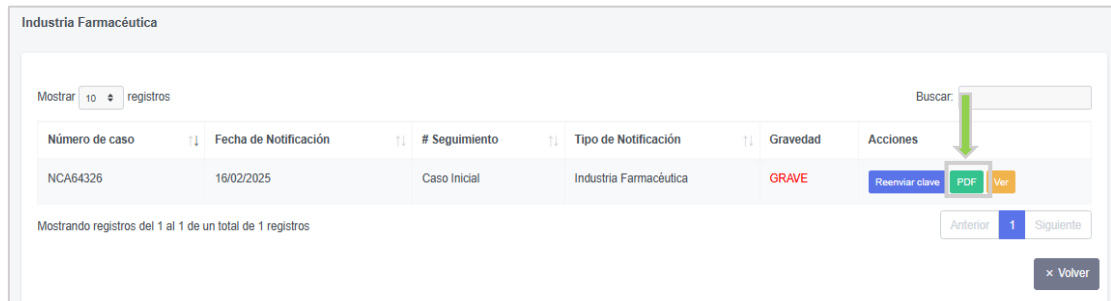 Industria Farmacéutica
Mostrar 10 registros
Buscar:
Número de caso Fecha de Notificación # Seguimiento Tipo de Notificación Gravedad Acciones
NCA64326 16/02/2025 Caso Inicial Industria Farmacéutica GRAVE Reenviar clave PDF Ver
Mostrando registros del 1 al 1 de un total de 1 registros
Anterior 1 Siguiente
× Volver